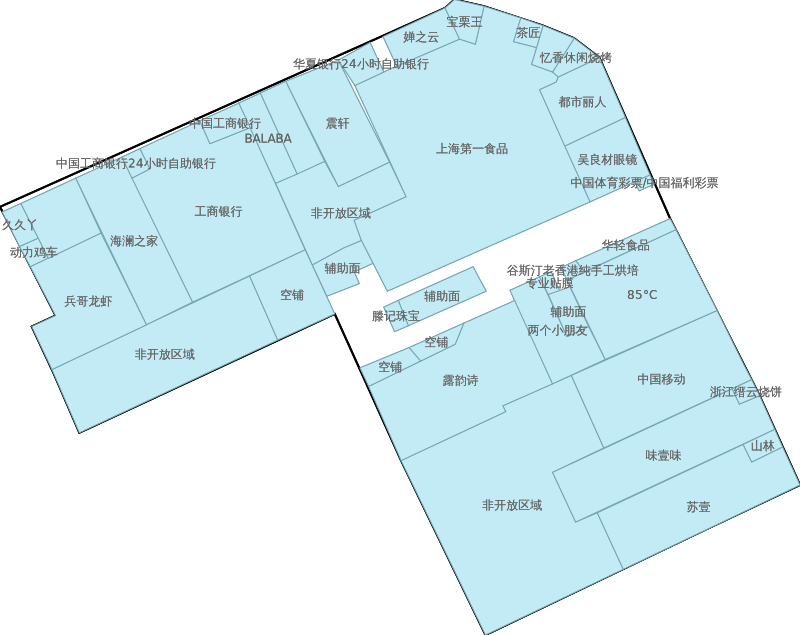 宝栗王
茶匠
婵之云
忆香休闲烧烤
华夏银行24小时自助银行
都市丽人
中国工商银行
震轩
BALABA
上海第一食品
吴良材眼镜
中国工商银行24小时自助银行
中国体育彩票/中国福利彩票
久久丫
工商银行
非开放区域
海澜之家
动力鸡车
华轻食品
辅助面
谷斯汀老香港纯手工烘培
专业贴膜
空铺
辅助面
85°C
兵哥龙虾
滕记珠宝
辅助面
两个小朋友
空铺
非开放区域
空铺
露韵诗
中国移动
浙江缙云烧饼
山林
味壹味
非开放区域
苏壹